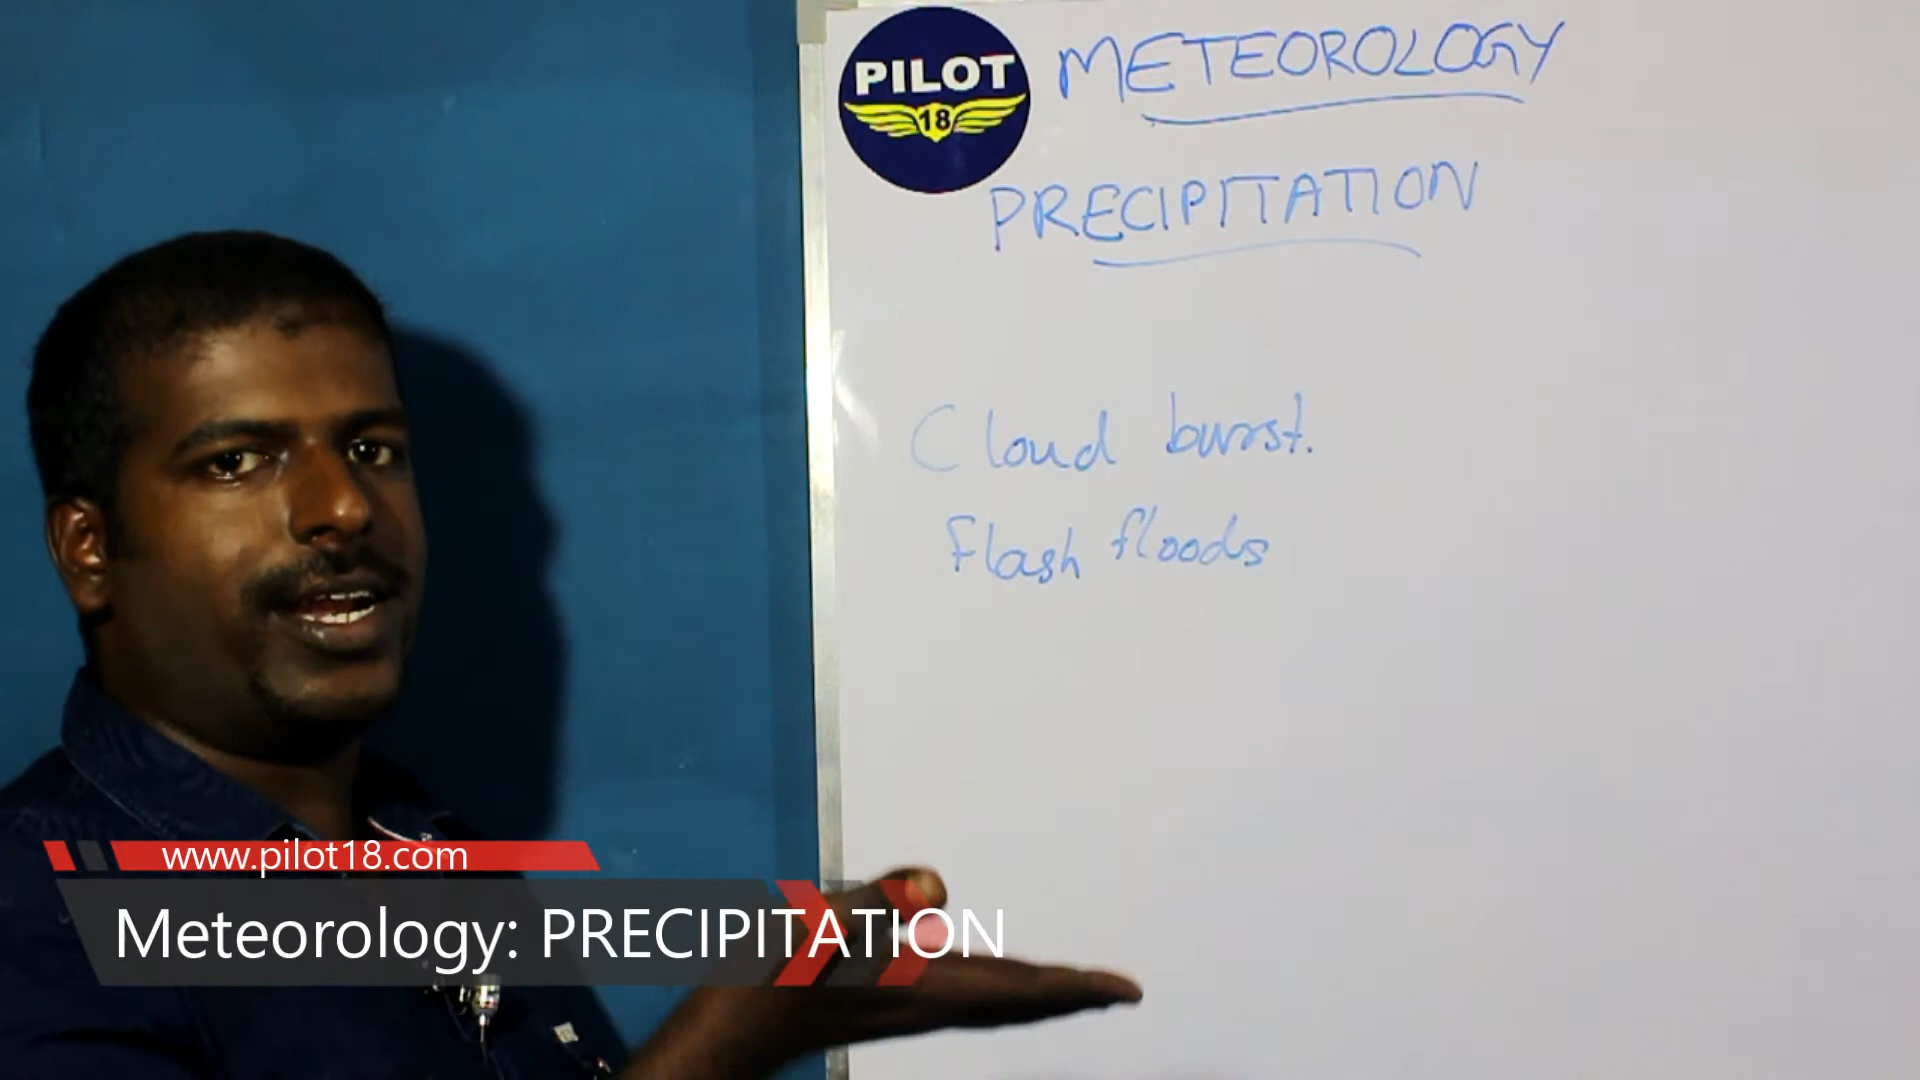 PILOT
18
METEOROLOGY
PRECIPITATION
Cloud burst.
Flash floods
www.pilot18.com
Meteorology: PRECIPITATION